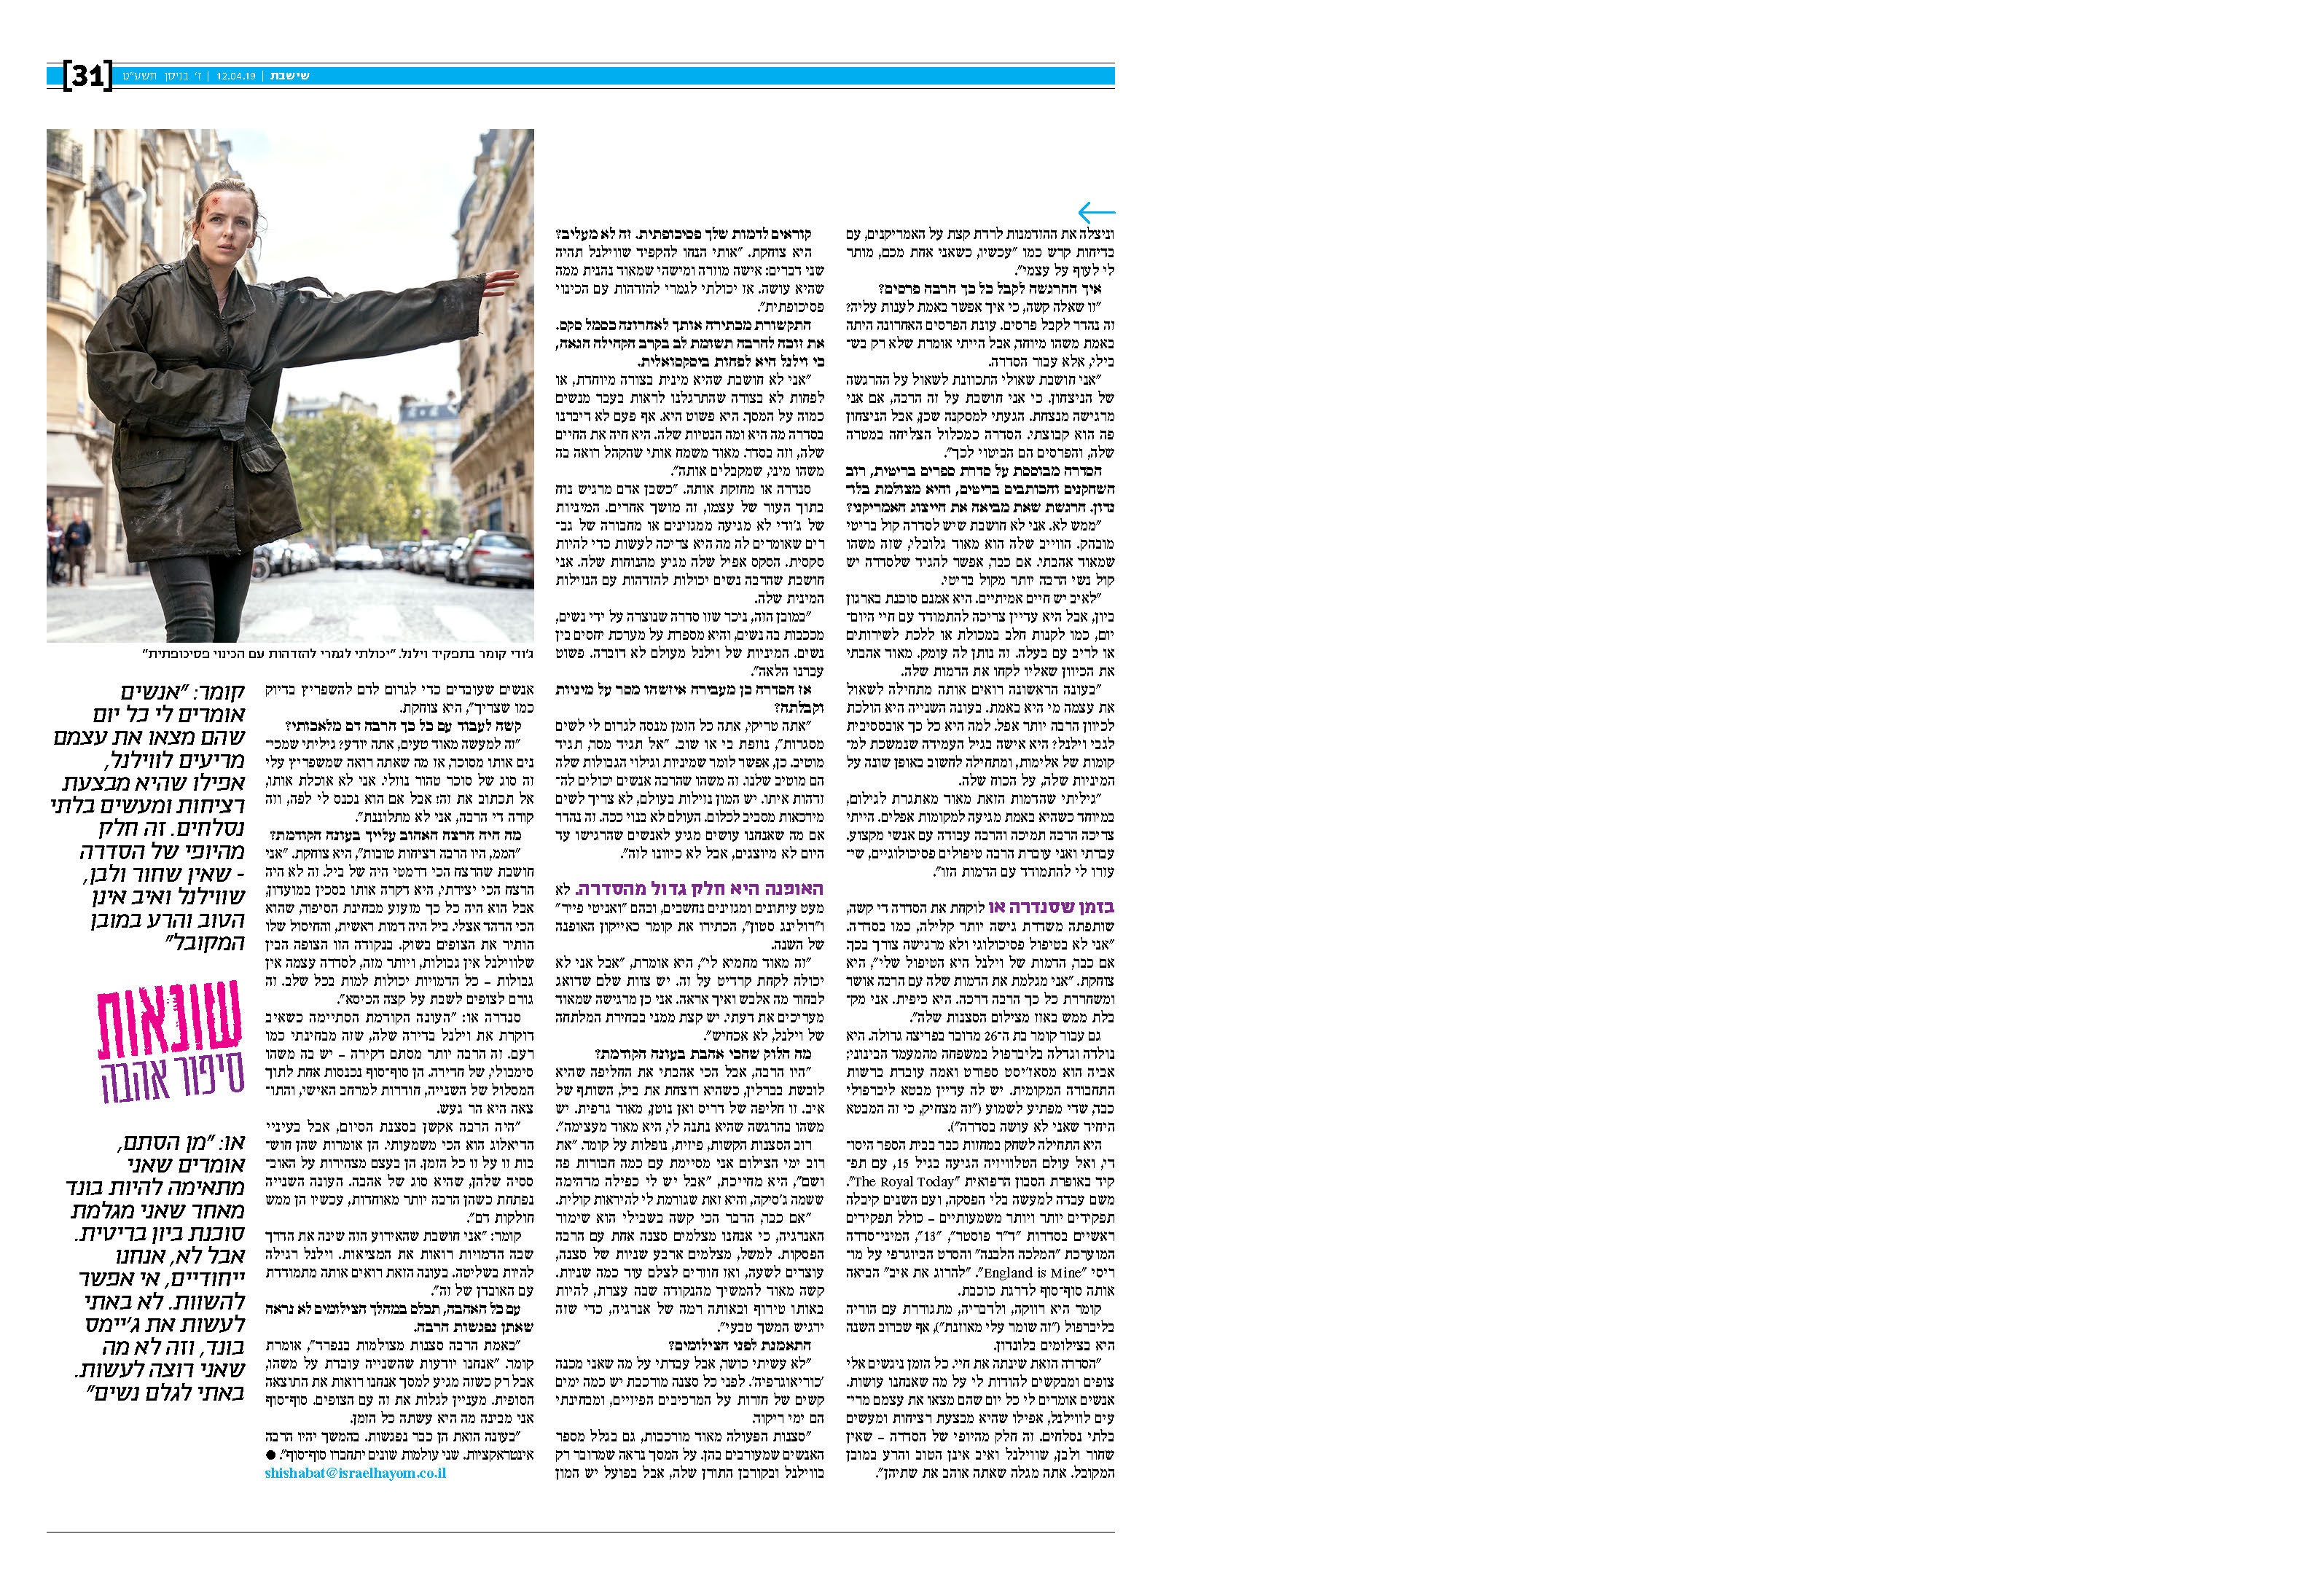 [31] שישבת | 12.04.19 | ז' בניסן תשע"ט
וניצלה את ההזדמנות לרדת קצת על האמריקנים, עם
בדיחות קרש כמו "עכשיו, כשאני אחת מכם, מותר
לי לעוף על עצמי".
איך ההרגשה לקבל כל כך הרבה פרסים?
"זו שאלה קשה, כי איך אפשר באמת לענות עליה?
זה נהדר לקבל פרסים. עונת הפרסים האחרונה היתה
באמת משהו מיוחד, אבל הייתי אומרת שלא רק בש־
בילי, אלא עבור הסדרה.
"אני חושבת שאולי התכוונת לשאול על ההרגשה
של הניצחון. כי אני חושבת על זה הרבה, אם אני
מרגישה מנצחת. הגעתי למסקנה שכן, אבל הניצחון
פה הוא קבוצתי. הסדרה כמכלול הצליחה במטרה
שלה, והפרסים הם הביטוי לכך".
הסדרה מבוססת על סדרת ספרים בריטית, רוב
השחקנים והכותבים בריטים, והיא מצולמת בלו־
נדון. הרגשת שאת מביאה את הייצוג האמריקני?
"ממש לא. אני לא חושבת שיש לסדרה קול בריטי
מובהק. הווייב שלה הוא מאוד גלובלי, שזה משהו
שמאוד אהבתי. אם כבר, אפשר להגיד שלסדרה יש
קול נשי הרבה יותר מקול בריטי.
"לאיב יש חיים אמיתיים. היא אמנם סוכנת בארגון
ביון, אבל היא עדיין צריכה להתמודד עם חיי היום־
יום, כמו לקנות חלב במכולת או ללכת לשירותים
או לריב עם בעלה. זה נותן לה עומק. מאוד אהבתי
את הכיוון שאליו לקחו את הדמות שלה.
"בעונה הראשונה רואים אותה מתחילה לשאול
את עצמה מי היא באמת. בעונה השנייה היא הולכת
לכיוון הרבה יותר אפל. למה היא כל כך אובססיבית
לגבי וילנל? היא אישה בגיל העמידה שנמשכת למ־
קומות של אלימות, ומתחילה לחשוב באופן שונה על
המיניות שלה, על הכוח שלה.
"גיליתי שהדמות הזאת מאוד מאתגרת לגילום,
במיוחד כשהיא באמת מגיעה למקומות אפלים. הייתי
צריכה הרבה תמיכה והרבה עבודה עם אנשי מקצוע.
עברתי ואני עוברת הרבה טיפולים פסיכולוגיים, שי־
עזרו לי להתמודד עם הדמות הזו".
בזמן שסנדרה או לוקחת את הסדרה די קשה,
שותפתה משדרת גישה יותר קלילה, כמו בסדרה.
"אני לא בטיפול פסיכולוגי ולא מרגישה צורך בכך.
אם כבר, הדמות של וילנל היא הטיפול שלי", היא
צוחקת. "אני מגלמת את הדמות שלה עם הרבה אושר
ומשחררת כל כך הרבה דרכה. היא כיפית. אני מק־
בלת ממש באזז מצילום הסצנות שלה".
גם עבור קומר בת ה־26 מדובר בפריצה גדולה. היא
נולדה וגדלה בליברפול במשפחה מהמעמד הבינוני;
אביה הוא מסאז'יסט ספורט ואמה עובדת ברשות
התחבורה המקומית. יש לה עדיין מבטא ליברפולי
כבד, שדי מפתיע לשמוע ("זה מצחיק, כי זה המבטא
היחיד שאני לא עושה בסדרה").
היא התחילה לשחק במחזות כבר בבית הספר היסו־
די, ואל עולם הטלוויזיה הגיעה בגיל 15, עם תפ־
קיד באופרת הסבון הרפואית "The Royal Today".
משם עבדה למעשה בלי הפסקה, ועם השנים קיבלה
תפקידים יותר ויותר משמעותיים – כולל תפקידים
ראשיים בסדרות "ד"ר פוסטר", "13", המיני־סדרה
המוערכת "המלכה הלבנה" והסרט הביוגרפי על מו־
ריסי "England is Mine". "להרוג את איב" הביאה
אותה סוף־סוף לדרגת כוכבת.
קומר היא רווקה, ולדבריה, מתגוררת עם הוריה
בליברפול ("זה שומר עלי מאוזנת"), אף שברוב השנה
היא בצילומים בלונדון.
"הסדרה הזאת שינתה את חיי. כל הזמן ניגשים אלי
צופים ומבקשים להודות לי על מה שאנחנו עושות.
אנשים אומרים לי כל יום שהם מצאו את עצמם מרי־
עים לווילנל, אפילו שהיא מבצעת רציחות ומעשים
בלתי נסלחים. זה חלק מהיופי של הסדרה – שאין
שחור ולבן, שווילנל ואיב אינן הטוב והרע במובן
המקובל. אתה מגלה שאתה אוהב את שתיהן".
קוראים לדמות שלך פסיכופתית. זה לא מעליב?
היא צוחקת. "אותי הנחו להקפיד שווילנל תהיה
שני דברים: אישה מוזרה ומישהי שמאוד נהנית ממה
שהיא עושה. אז יכולתי לגמרי להזדהות עם הכינוי
פסיכופתית".
התקשורת מכתירה אותך לאחרונה כסמל סקס.
את זוכה להרבה תשומת לב בקרב הקהילה הגאה,
כי וילנל היא לפחות ביסקסואלית.
"אני לא חושבת שהיא מינית בצורה מיוחדת, או
לפחות לא בצורה שהתרגלנו לראות בעבר מנשים
כמוה על המסך. היא פשוט היא. אף פעם לא דיברנו
בסדרה מה היא ומה הנטיות שלה. היא חיה את החיים
שלה, וזה בסדר. מאוד משמח אותי שהקהל רואה בה
משהו מיני, שמקבלים אותה".
סנדרה או מחזקת אותה. "כשבן אדם מרגיש נוח
בתוך העור של עצמו, זה מושך אחרים. המיניות
של ג'ודי לא מגיעה ממגזינים או מחבורה של גב־
רים שאומרים לה מה היא צריכה לעשות כדי להיות
סקסית. הסקס אפיל שלה מגיע מהנוחות שלה. אני
חושבת שהרבה נשים יכולות להזדהות עם הנזילות
המינית שלה.
"במובן הזה, ניכר שזו סדרה שנוצרה על ידי נשים,
מככבות בה נשים, והיא מספרת על מערכת יחסים בין
נשים. המיניות של וילנל מעולם לא דוברה. פשוט
עברנו הלאה".
אז הסדרה כן מעבירה איזשהו מסר על מיניות
וקבלתה?
"אתה טריקי, אתה כל הזמן מנסה לגרום לי לשים
מסגרות", נוזפת בי או שוב. "אל תגיד מסר, תגיד
מוטיב. כן, אפשר לומר שמיניות וגילוי הגבולות שלה
הם מוטיב שלנו. זה משהו שהרבה אנשים יכולים לה־
זדהות איתו. יש המון נזילות בעולם, לא צריך לשים
מירכאות מסביב לכלום. העולם לא בנוי ככה. זה נהדר
אם מה שאנחנו עושים מגיע לאנשים שהרגישו עד
היום לא מיוצגים, אבל לא כיוונו לזה".
האופנה היא חלק גדול מהסדרה. לא
מעט עיתונים ומגזינים נחשבים, ובהם "ואניטי פייר"
ו"רולינג סטון", הכתירו את קומר כאייקון האופנה
של השנה.
"זה מאוד מחמיא לי", היא אומרת, "אבל אני לא
יכולה לקחת קרדיט על זה. יש צוות שלם שדואג
לבחור מה אלבש ואיך אראה. אני כן מרגישה שמאוד
מעריכים את דעתי. יש קצת ממני בבחירת המלתחה
של וילנל, לא אכחיש".
מה הלוק שהכי אהבת בעונה הקודמת?
"היו הרבה, אבל הכי אהבתי את החליפה שהיא
לובשת בברלין, כשהיא רוצחת את ביל, השותף של
איב. זו חליפה של דריס ואן נוטן, מאוד גרפית. יש
משהו בהרגשה שהיא נתנה לי, היא מאוד מעצימה".
רוב הסצנות הקשות, פיזית, נופלות על קומר. "את
רוב ימי הצילום אני מסיימת עם כמה חבורות פה
ושם", היא מחייכת, "אבל יש לי כפילה מדהימה
ששמה ג'סיקה, והיא זאת שגורמת לי להיראות קולית.
"אם כבר, הדבר הכי קשה בשבילי הוא שימור
האנרגיה, כי אנחנו מצלמים סצנה אחת עם הרבה
הפסקות. למשל, מצלמים ארבע שניות של סצנה,
עוצרים לשעה, ואז חוזרים לצלם עוד כמה שניות.
קשה מאוד להמשיך מהנקודה שבה עצרת, להיות
באותו טירוף ובאותה רמה של אנרגיה, כדי שזה
ירגיש המשך טבעי".
התאמנת לפני הצילומים?
"לא עשיתי כושר, אבל עבדתי על מה שאני מכנה
'כוריאוגרפיה'. לפני כל סצנה מורכבת יש כמה ימים
קשים של חזרות על המרכיבים הפיזיים, ומבחינתי
הם ימי ריקוד.
"סצנות הפעולה מאוד מורכבות, גם בגלל מספר
האנשים שמעורבים בהן. על המסך נראה שמדובר רק
בווילנל ובקורבן התורן שלה, אבל בפועל יש המון
ג'ודי קומר בתפקיד וילנל. "יכולתי לגמרי להזדהות עם הכינוי פסיכופתית"
אנשים שעובדים כדי לגרום לדם להשפריץ בדיוק
כמו שצריך", היא צוחקת.
קשה לעבוד עם כל כך הרבה דם מלאכותי?
"זה למעשה מאוד טעים, אתה יודע? גיליתי שמכי־
נים אותו מסוכר, אז מה שאתה רואה שמשפריץ עלי
זה סוג של סוכר טהור נוזלי. אני לא אוכלת אותו,
אל תכתוב את זה! אבל אם הוא נכנס לי לפה, וזה
קורה די הרבה, אני לא מתלוננת".
מה היה הרצח האהוב עלייך בעונה הקודמת?
"הממ, היו הרבה רציחות טובות", היא צוחקת. "אני
חושבת שהרצח הכי דרמטי היה של ביל. זה לא היה
הרצח הכי יצירתי, היא דקרה אותו בסכין במועדון,
אבל הוא היה כל כך מזעזע מבחינת הסיפור, שהוא
הכי הדהד אצלי. ביל היה דמות ראשית, והחיסול שלו
הותיר את הצופים בשוק. בנקודה הזו הצופה הבין
שלווילנל אין גבולות, ויותר מזה, לסדרה עצמה אין
גבולות – כל הדמויות יכולות למות בכל שלב. זה
גורם לצופים לשבת על קצה הכיסא".
סנדרה או: "העונה הקודמת הסתיימה כשאיב
דוקרת את וילנל בדירה שלה, שזה מבחינתי כמו
רעם. זה הרבה יותר מסתם דקירה – יש בה משהו
סימבולי, של חדירה. הן סוף־סוף נכנסות אחת לתוך
המסלול של השנייה, חודרות למרחב האישי, והתו־
צאה היא הר געש.
"היה הרבה אקשן בסצנת הסיום, אבל בעיניי
הדיאלוג הוא הכי משמעותי. הן אומרות שהן חוש־
בות זו על זו כל הזמן. הן בעצם מצהירות על האוב־
ססיה שלהן, שהיא סוג של אהבה. העונה השנייה
נפתחת כשהן הרבה יותר מאוחדות, עכשיו הן ממש
חולקות דם".
קומר: "אני חושבת שהאירוע הזה שינה את הדרך
שבה הדמויות רואות את המציאות. וילנל רגילה
להיות בשליטה. בעונה הזאת רואים אותה מתמודדת
עם האובדן של זה".
עם כל האהבה, תכלס במהלך הצילומים לא נראה
שאתן נפגשות הרבה.
"באמת הרבה סצנות מצולמות בנפרד", אומרת
קומר. "אנחנו יודעות שהשנייה עובדת על משהו,
אבל רק כשזה מגיע למסך אנחנו רואות את התוצאה
הסופית. מעניין לגלות את זה עם הצופים. סוף־סוף
אני מבינה מה היא עשתה כל הזמן.
"בעונה הזאת הן כבר נפגשות. בהמשך יהיו הרבה
אינטראקציות. שני עולמות שונים יתחברו סוף־סוף". ●
shishabat@israelhayom.co.il
קומר: "אנשים
אומרים לי כל יום
שהם מצאו את עצמם
מריעים לווילנל,
אפילו שהיא מבצעת
רציחות ומעשים בלתי
נסלחים. זה חלק
מהיופי של הסדרה
- שאין שחור ולבן,
שווילנל ואיב אינן
הטוב והרע במובן
המקובל"
שונאות
סיפור אהבה
או: "מן הסתם,
אומרים שאני
מתאימה להיות בונד
מאחר שאני מגלמת
סוכנת ביון בריטית.
אבל לא, אנחנו
ייחודיים, אי אפשר
להשוות. לא באתי
לעשות את ג'יימס
בונד, וזה לא מה
שאני רוצה לעשות.
באתי לגלם נשים"